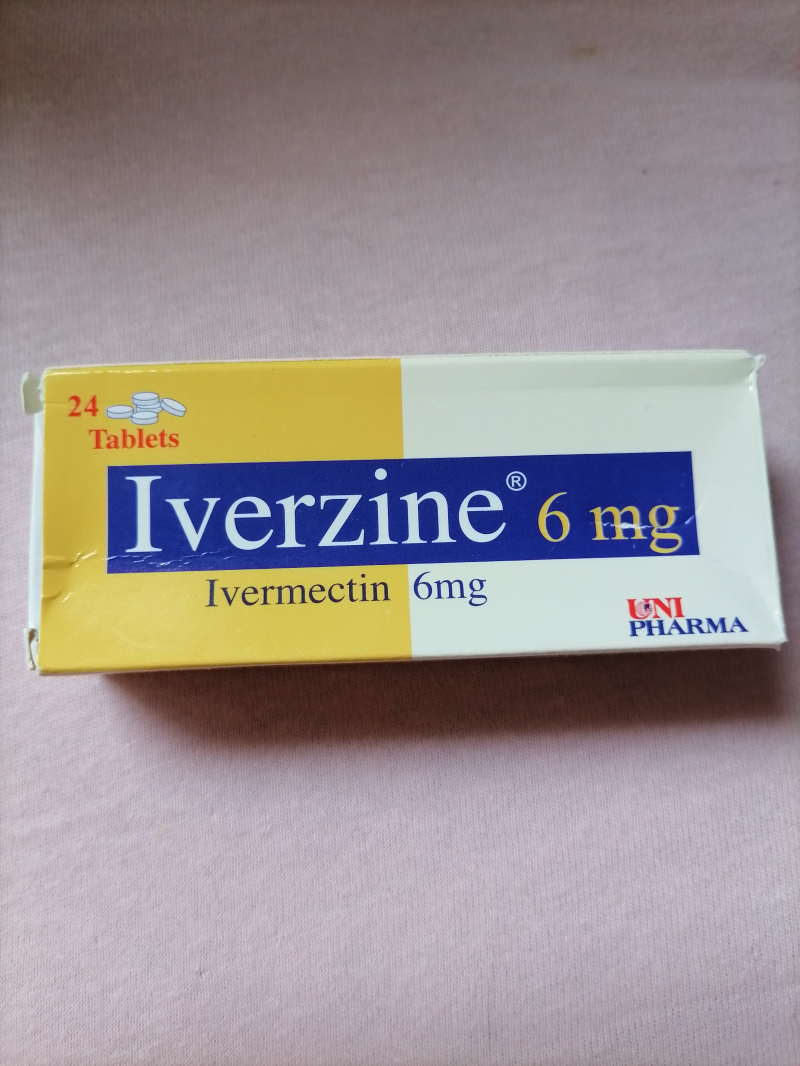 24
Tablets
Iverzine® 6 mg
Ivermectin 6mg
UNI
PHARMA